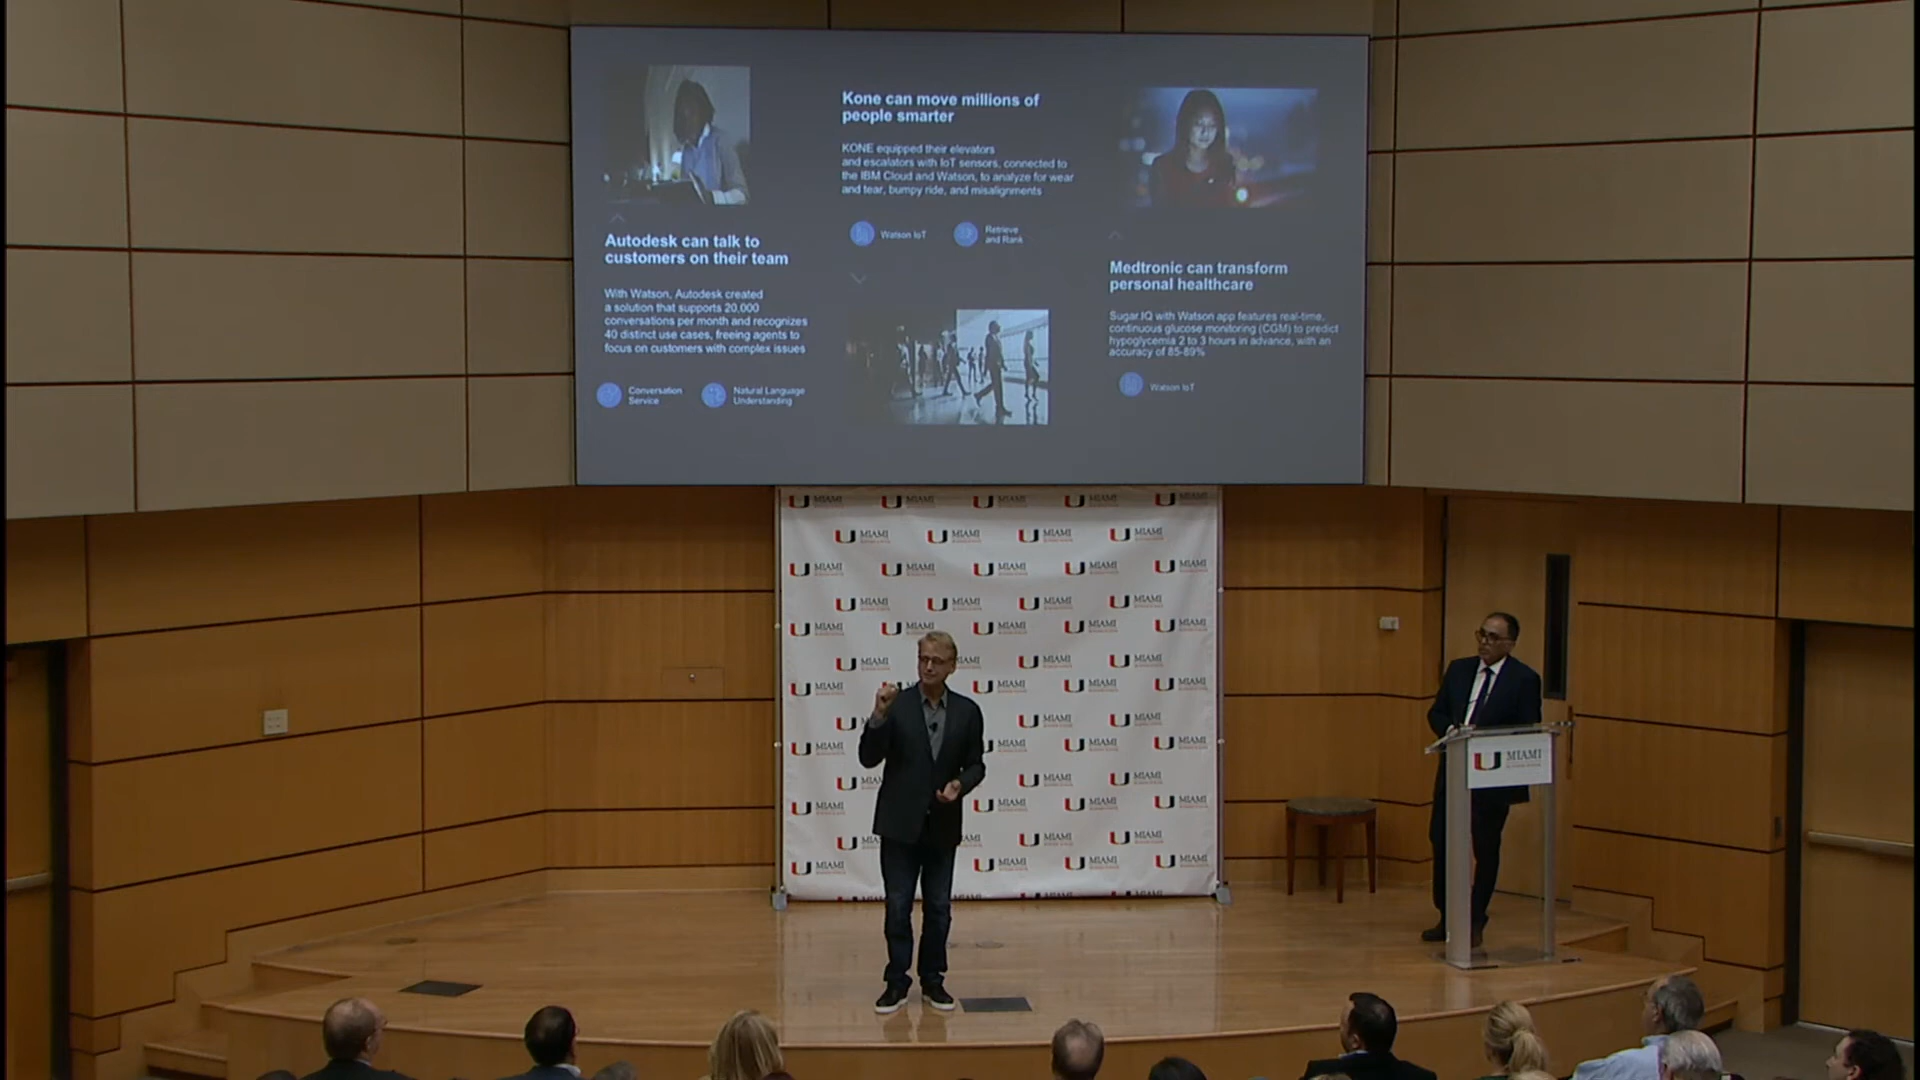 Autodesk can talk to
customers on their team
With Watson, Autodesk created
a solution that supports 20,000
conversations per month and recognizes
40 distinct use cases, freeing agents to
focus on customers with complex issues
Conversation
Service
Natural Language
Understanding
Kone can move millions of
people smarter
KONE equipped their elevators
and escalators with IoT sensors, connected to
the IBM Cloud and Watson, to analyze for wear
and tear, bumpy ride, and misalignments
Watson IoT
Retrieve
and Rank
Medtronic can transform
personal healthcare
Sugar.IQ with Watson app features real-time,
continuous glucose monitoring (CGM) to predict
hypoglycemia 2 to 3 hours in advance, with an
accuracy of 85-89%
Watson IoT
U MIAMI
U MIAMI